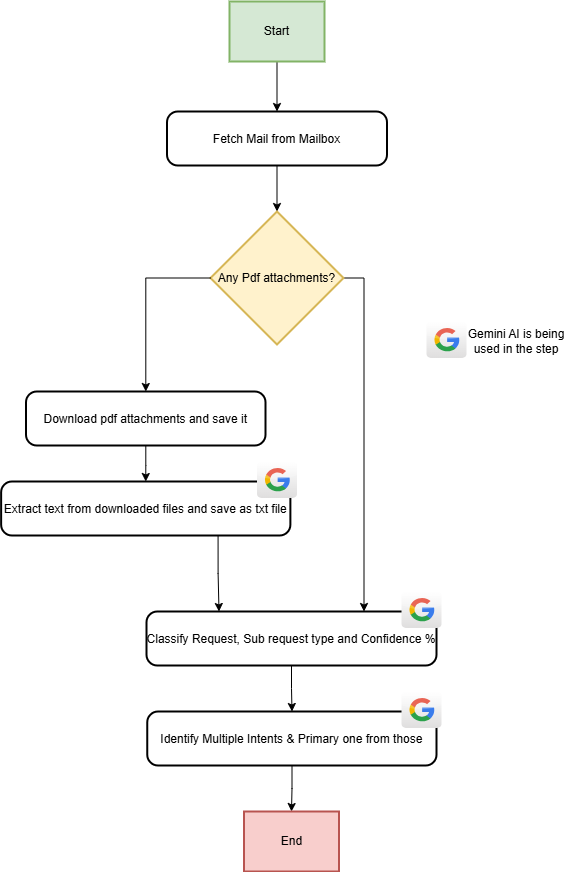 Start
Fetch Mail from Mailbox
Any Pdf attachments?
Gemini AI is being
used in the step
Download pdf attachments and save it
Extract text from downloaded files and save as txt file
Classify Request, Sub request type and Confidence %
Identify Multiple Intents & Primary one from those
End